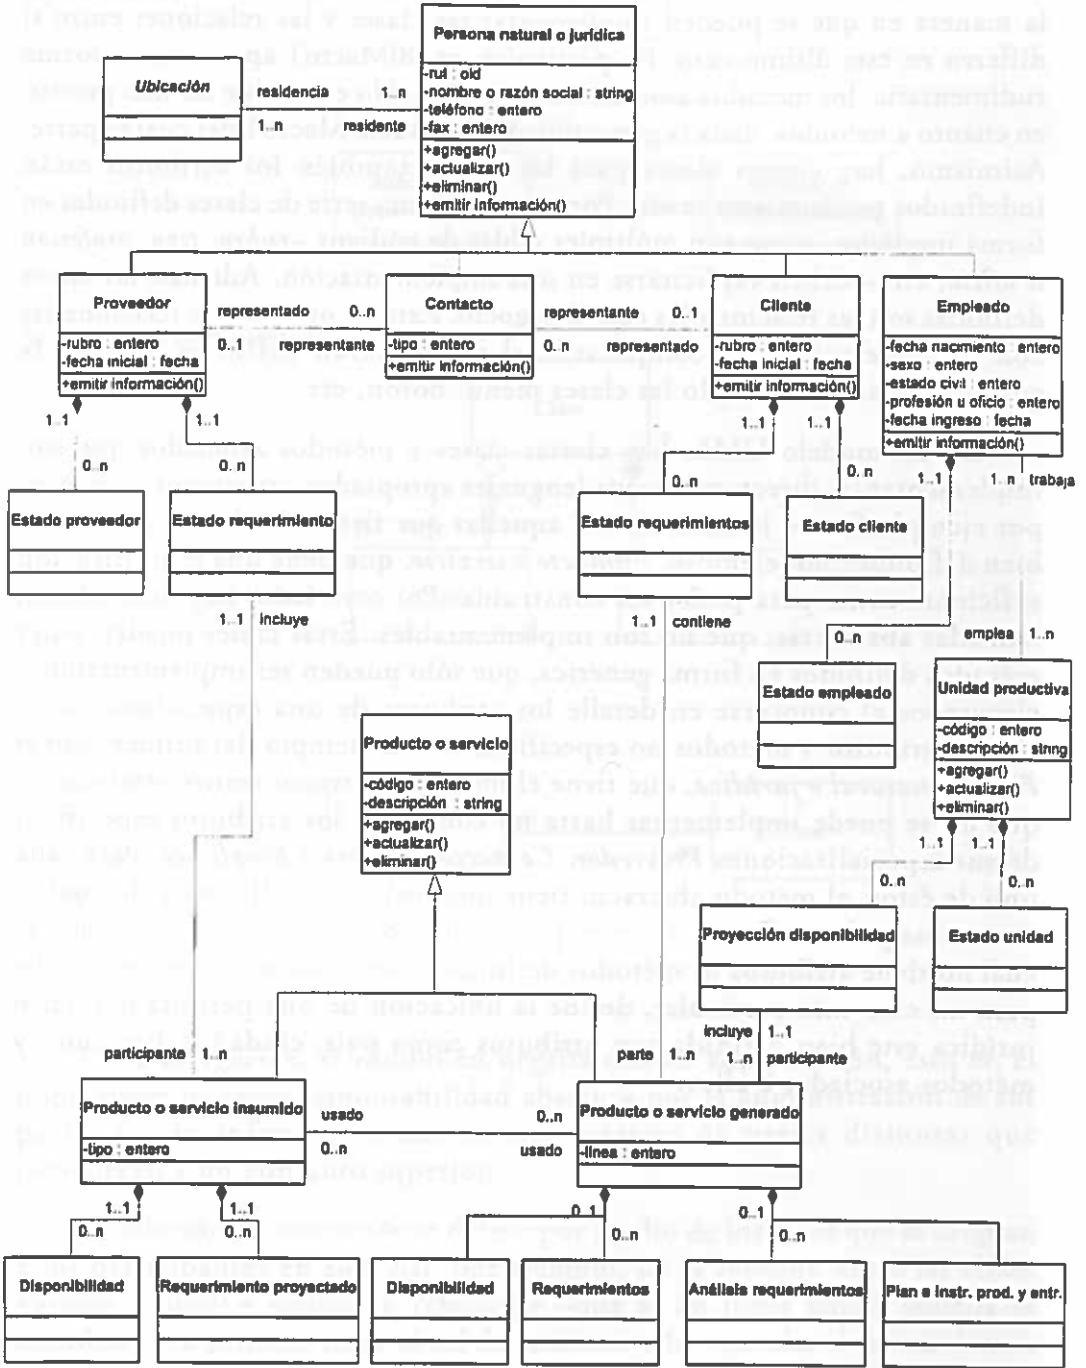 Persona natural o jurídica
-rut : oid
-nombre o razón social : string
-teléfono : entero
-fax : entero
+agregar()
+actualizar()
+eliminar()
+emitir información()
Ubicación
residencia 1..n
1..n residente
Proveedor
-rubro : entero
-fecha inicial : fecha
+emitir información()
representado 0..n
0..1 representante
Contacto
-tipo : entero
+emitir información()
representante 0..1
0..n representado
Cliente
-rubro : entero
-fecha inicial : fecha
+emitir información()
Empleado
-fecha nacimiento : entero
-sexo : entero
-estado civil : entero
-profesión u oficio : entero
-fecha ingreso : fecha
+emitir información()
1..1
1..1
0..n
0..n
1..1
1..1
0..n
0..n
1..1
1..n trabaja
Estado proveedor
Estado requerimiento
Estado requerimientos
Estado cliente
1..1 incluye
1..1 contiene
0..n
emplea 1..n
Estado empleado
Unidad productiva
-código : entero
-descripción : string
+agregar()
+actualizar()
+eliminar()
Producto o servicio
-código : entero
-descripción : string
+agregar()
+actualizar()
+eliminar()
1..1
1..1
0..n
0..n
Proyección disponibilidad
Estado unidad
participante 1..n
parte 1..n
incluye 1..1
1..n participante
Producto o servicio insumido
-tipo : entero
usado 0..n
0..n usado
Producto o servicio generado
-línea : entero
1..1
1..1
0..n
0..n
0..1
0..n
0..1
0..n
Disponibilidad
Requerimiento proyectado
Disponibilidad
Requerimientos
Análisis requerimientos
Plan e instr. prod. y entr.